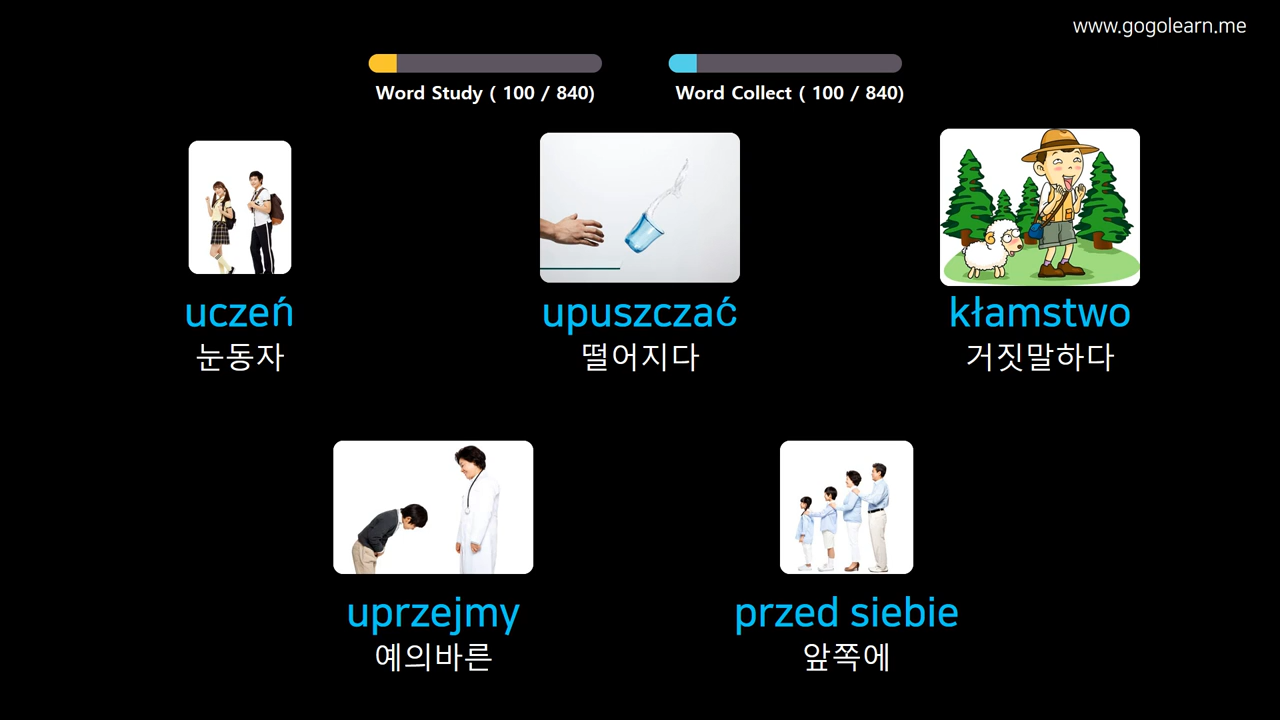 www.gogolearn.me
Word Study ( 100 / 840)
Word Collect ( 100 / 840)
uczeń
눈동자
upuszczać
떨어지다
kłamstwo
거짓말하다
uprzejmy
예의바른
przed siebie
앞쪽에